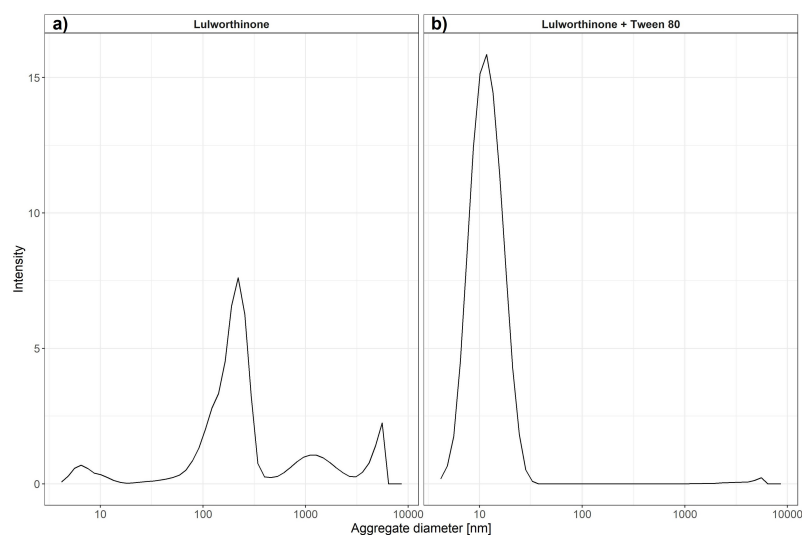 a) Lulworthinone
b) Lulworthinone + Tween 80
Intensity
15
10
5
0
10 100 1000 10000
10 100 1000 10000
Aggregate diameter [nm]